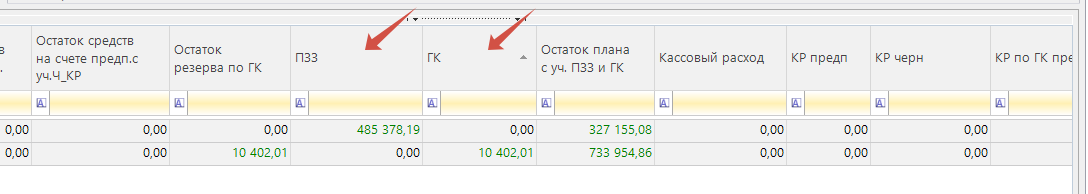 в
.
Остаток средств
на счете предп.с
уч.Ч_КР
Остаток
резерва по ГК
ПЗЗ
ГК
Остаток плана
с уч. ПЗЗ и ГК
Кассовый расход
КР предп
КР черн
КР по ГК пре
0,00 0,00 0,00 485 378,19 0,00 327 155,08 0,00 0,00 0,00
0,00 0,00 10 402,01 0,00 10 402,01 733 954,86 0,00 0,00 0,00